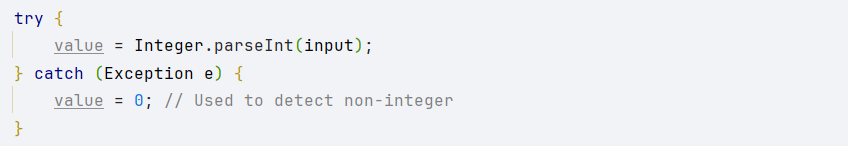 try {
    value = Integer.parseInt(input);
} catch (Exception e) {
    value = 0; // Used to detect non-integer
}